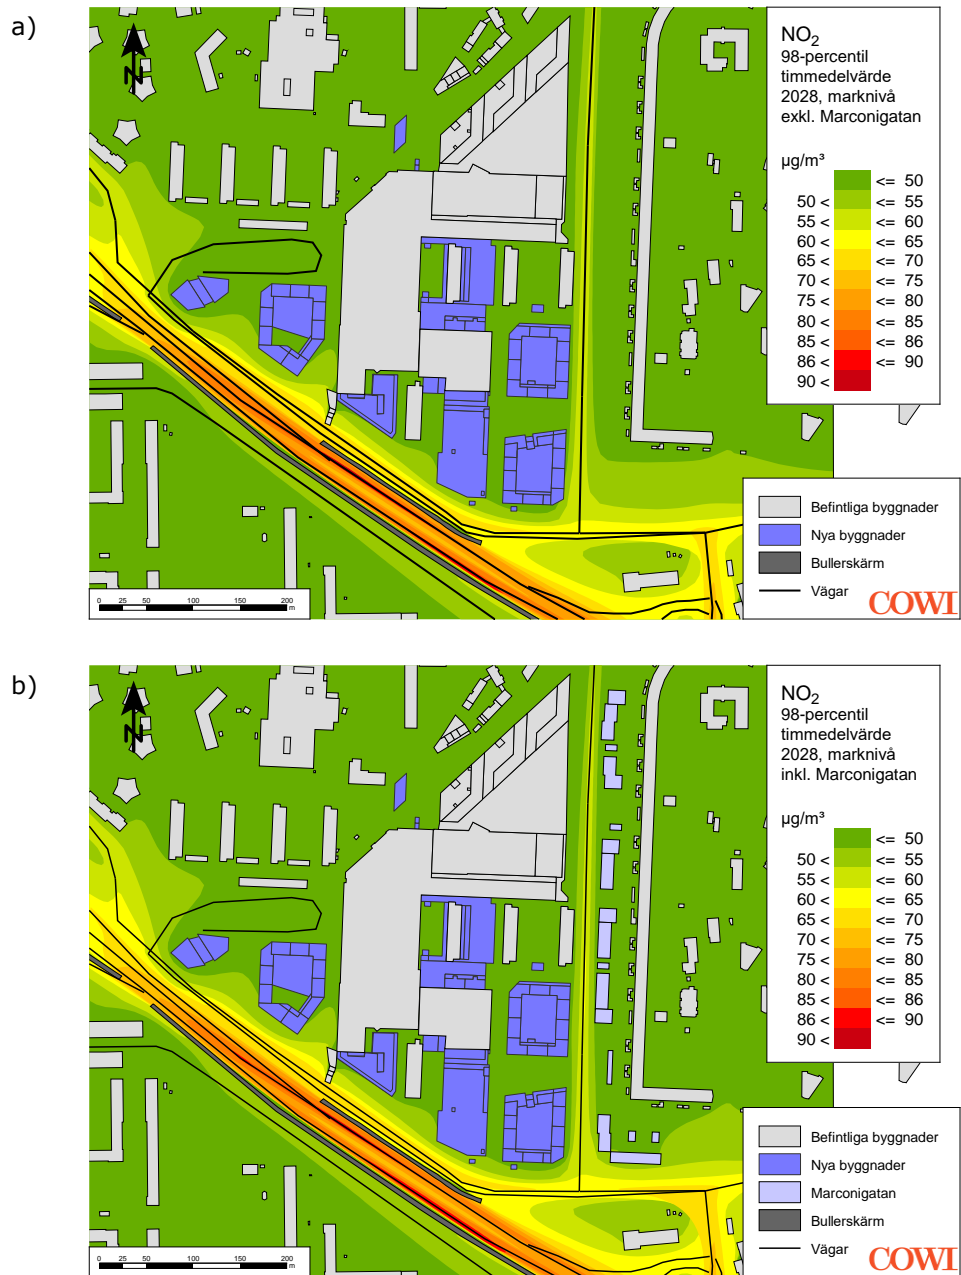 a)
N
NO2
98-percentil
timmedelvärde
2028, marknivå
exkl. Marconigatan
µg/m³
<= 50
50 < <= 55
55 < <= 60
60 < <= 65
65 < <= 70
70 < <= 75
75 < <= 80
80 < <= 85
85 < <= 86
86 < <= 90
90 <
Befintliga byggnader
Nya byggnader
Bullerskärm
Vägar
COWI
0 25 50 100 150 200
m
b)
N
NO2
98-percentil
timmedelvärde
2028, marknivå
inkl. Marconigatan
µg/m³
<= 50
50 < <= 55
55 < <= 60
60 < <= 65
65 < <= 70
70 < <= 75
75 < <= 80
80 < <= 85
85 < <= 86
86 < <= 90
90 <
Befintliga byggnader
Nya byggnader
Marconigatan
Bullerskärm
Vägar
COWI
0 25 50 100 150 200
m